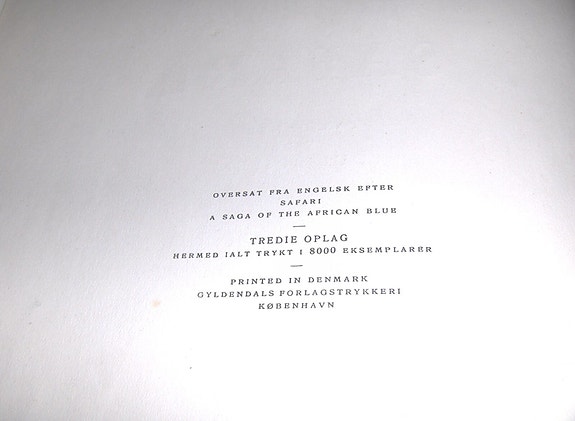 OVERSAT FRA ENGELSK EFTER
SAFARI
A SAGA OF THE AFRICAN BLUE
TREDIE OPLAG
HERMED IALT TRYKT I 8000 EKSEMPLARER
PRINTED IN DENMARK
GYLDENDALS FORLAGSTRYKKERI
KØBENHAVN